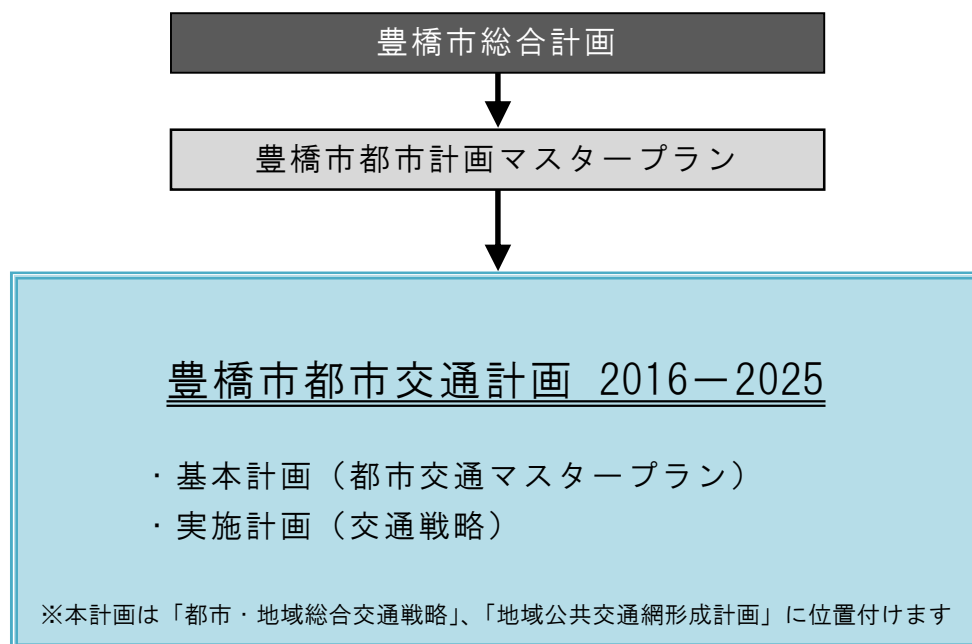 豊橋市総合計画
豊橋市都市計画マスタープラン
豊橋市都市交通計画 2016－2025
・基本計画（都市交通マスタープラン）
・実施計画（交通戦略）
※本計画は「都市・地域総合交通戦略」、「地域公共交通網形成計画」に位置付けます